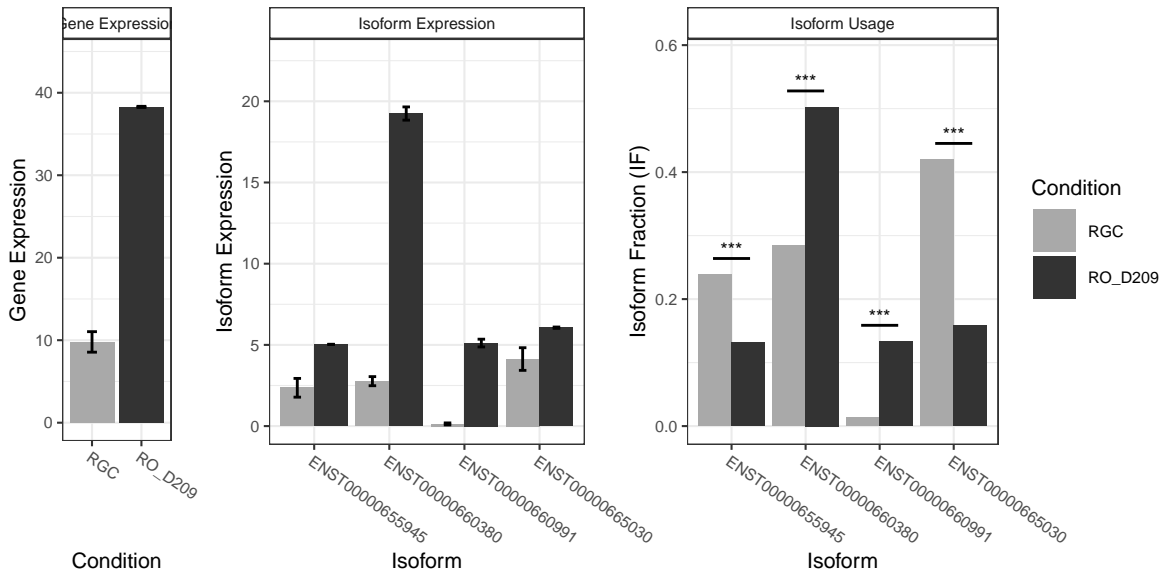 Gene Expression
Gene Expression
0
10
20
30
40
RGC
RO_D209
Condition
Isoform Expression
Isoform Expression
0
5
10
15
20
ENST00000655945
ENST00000660380
ENST00000660991
ENST00000665030
Isoform
Isoform Usage
Isoform Fraction (IF)
0.0
0.2
0.4
0.6
***
***
***
***
ENST00000655945
ENST00000660380
ENST00000660991
ENST00000665030
Isoform
Condition
RGC
RO_D209